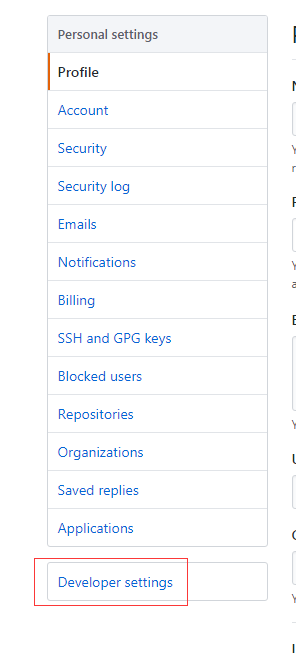 Personal settings
Profile
Account
Security
Security log
Emails
Notifications
Billing
SSH and GPG keys
Blocked users
Repositories
Organizations
Saved replies
Applications
Developer settings